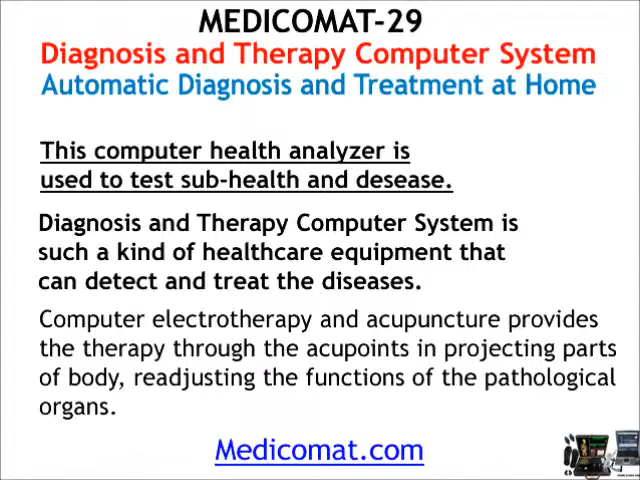 MEDICOMAT-29
Diagnosis and Therapy Computer System
Automatic Diagnosis and Treatment at Home
This computer health analyzer is
used to test sub-health and desease.
Diagnosis and Therapy Computer System is
such a kind of healthcare equipment that
can detect and treat the diseases.
Computer electrotherapy and acupuncture provides
the therapy through the acupoints in projecting parts
of body, readjusting the functions of the pathological
organs.
Medicomat.com